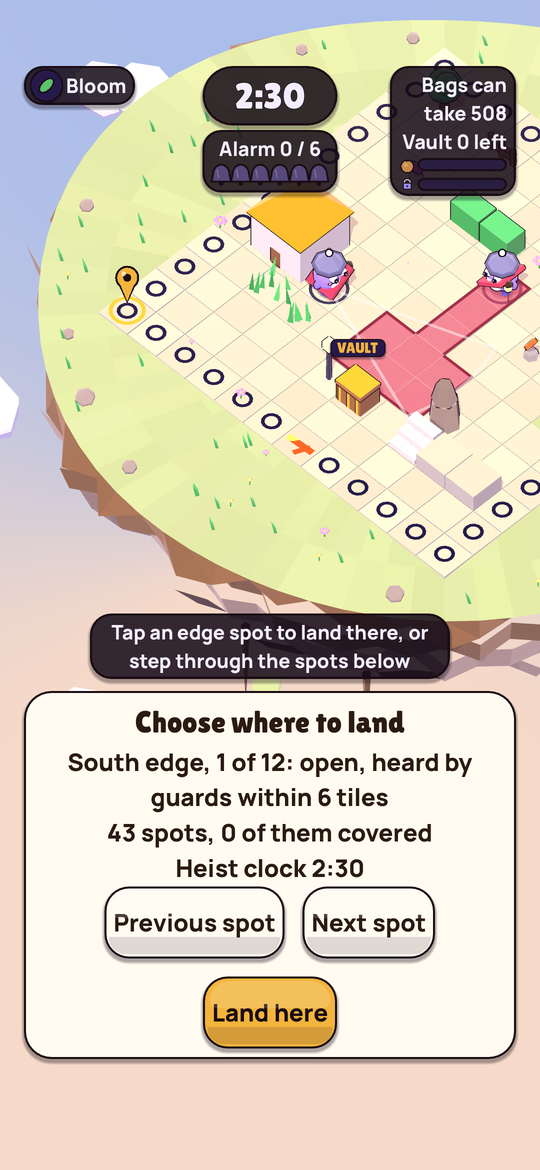 Bloom
2:30
Alarm 0 / 6
Bags can
take 508
Vault 0 left
VAULT
Tap an edge spot to land there, or
step through the spots below
Choose where to land
South edge, 1 of 12: open, heard by
guards within 6 tiles
43 spots, 0 of them covered
Heist clock 2:30
Previous spot
Next spot
Land here